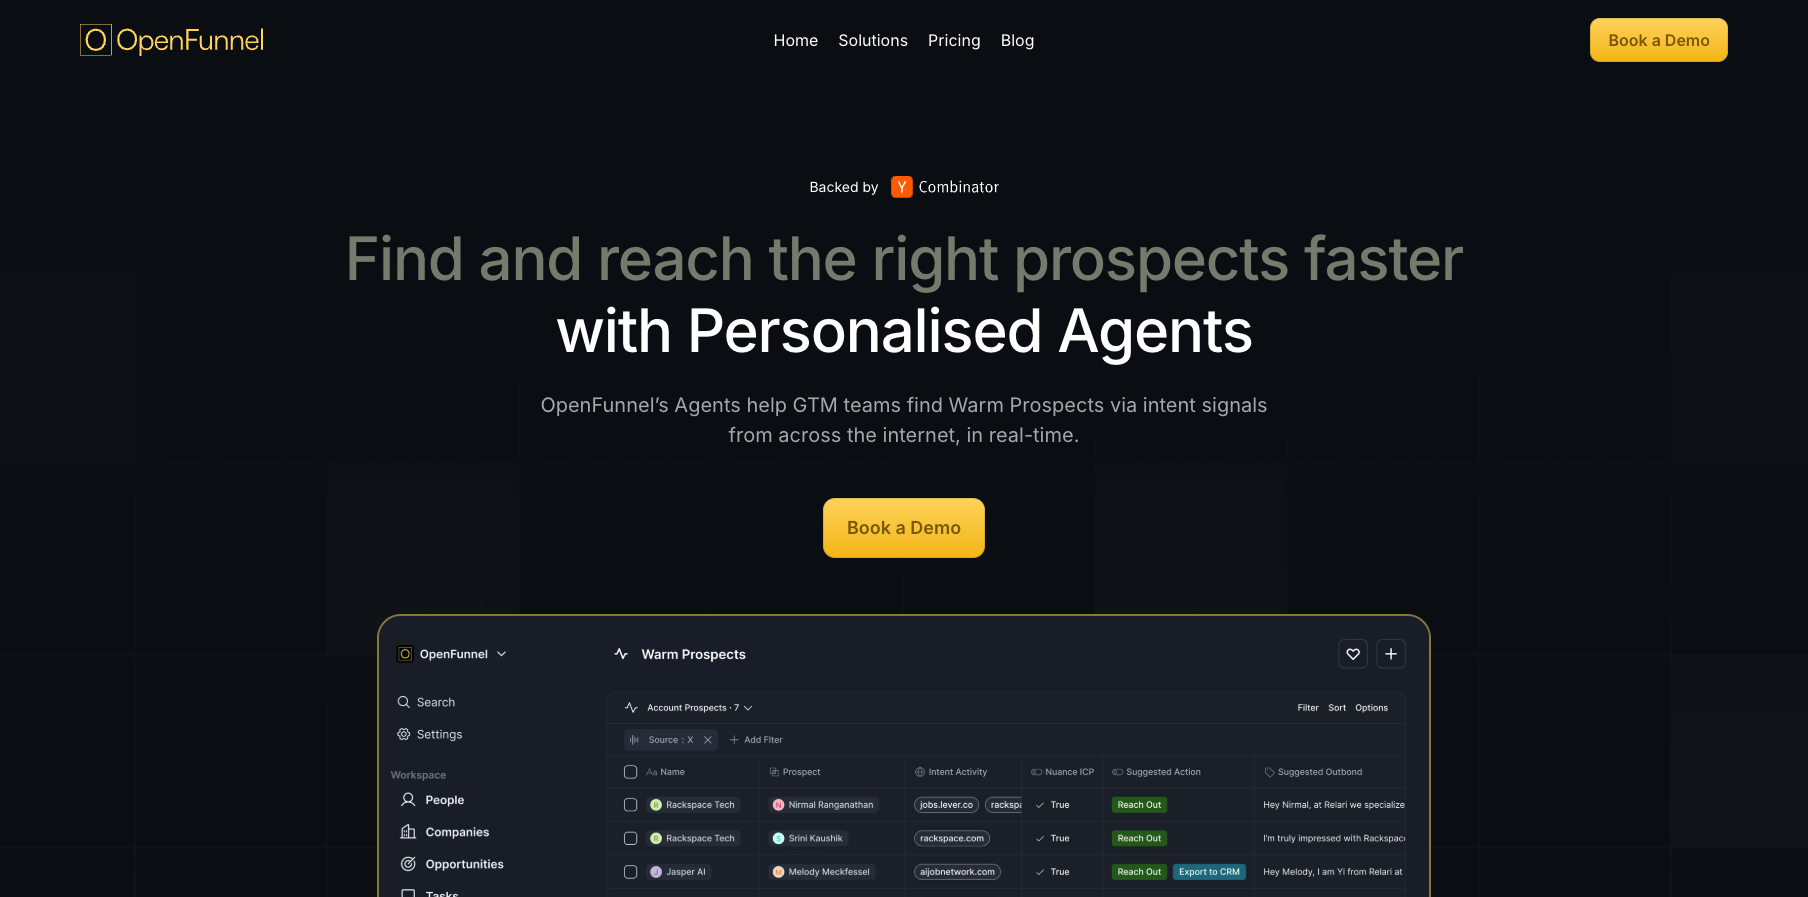 OpenFunnel
Home Solutions Pricing Blog
Book a Demo
Backed by Y Combinator
Find and reach the right prospects faster
with Personalised Agents
OpenFunnel’s Agents help GTM teams find Warm Prospects via intent signals
from across the internet, in real-time.
Book a Demo
OpenFunnel
Search
Settings
Workspace
People
Companies
Opportunities
Tasks
Warm Prospects
Account Prospects · 7 Filter Sort Options
Source : X Add Flter
Aa Name Prospect Intent Activity Nuance ICP Suggested Action Suggested Outbond
R Rackspace Tech N Nirmal Ranganathan jobs.lever.co rackspa True Reach Out Hey Nirmal, at Relari we specialize
R Rackspace Tech S Srini Kaushik rackspace.com True Reach Out I'm truly impressed with Rackspac
J Jasper AI M Melody Meckfessel aijobnetwork.com True Reach Out Export to CRM Hey Melody, I am Yi from Relari at